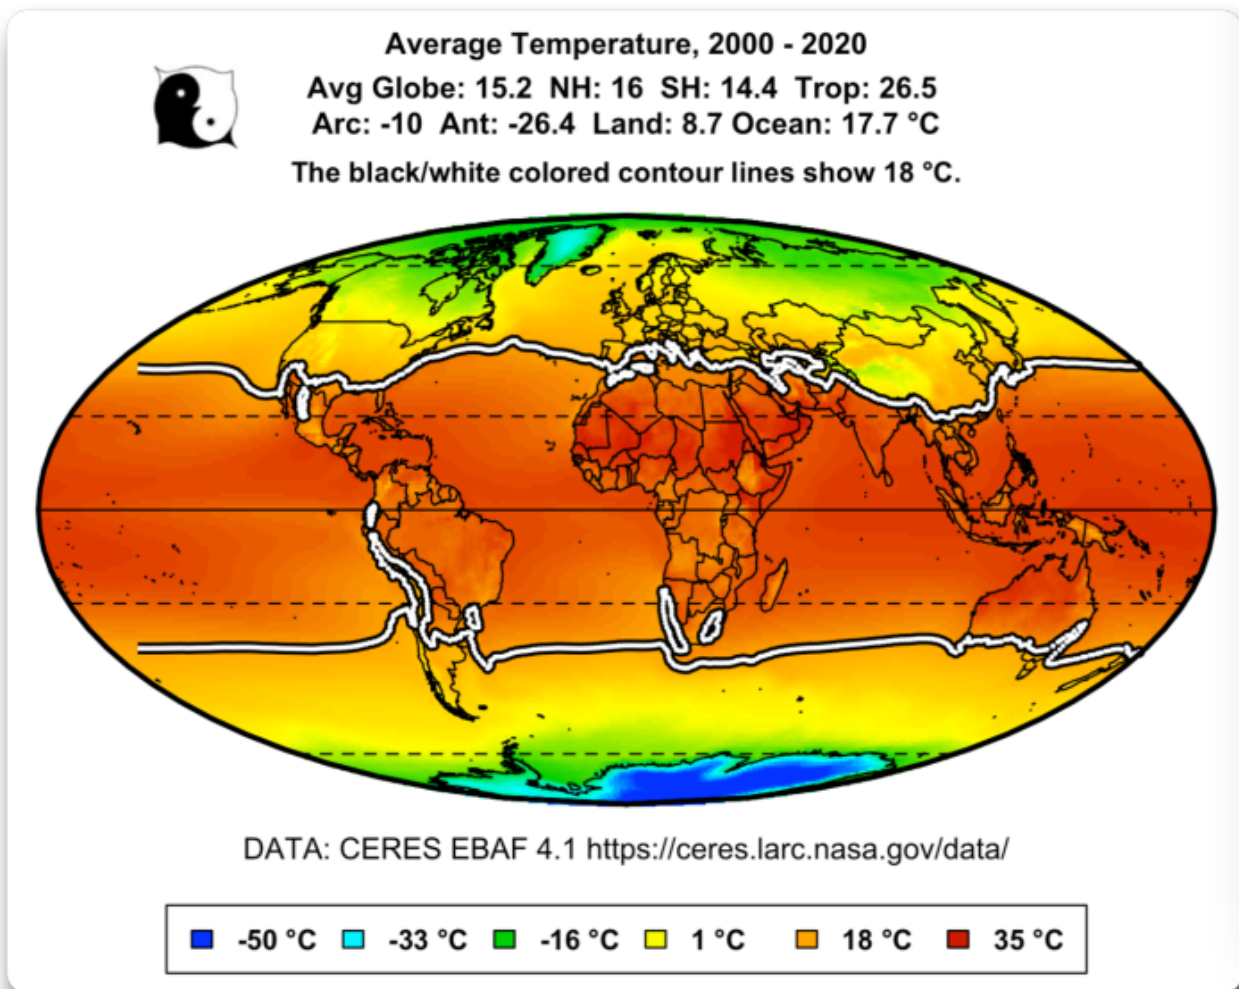 Average Temperature, 2000 - 2020
Avg Globe: 15.2 NH: 16 SH: 14.4 Trop: 26.5
Arc: -10 Ant: -26.4 Land: 8.7 Ocean: 17.7 °C
The black/white colored contour lines show 18 °C.
DATA: CERES EBAF 4.1 https://ceres.larc.nasa.gov/data/
-50 °C -33 °C -16 °C 1 °C 18 °C 35 °C